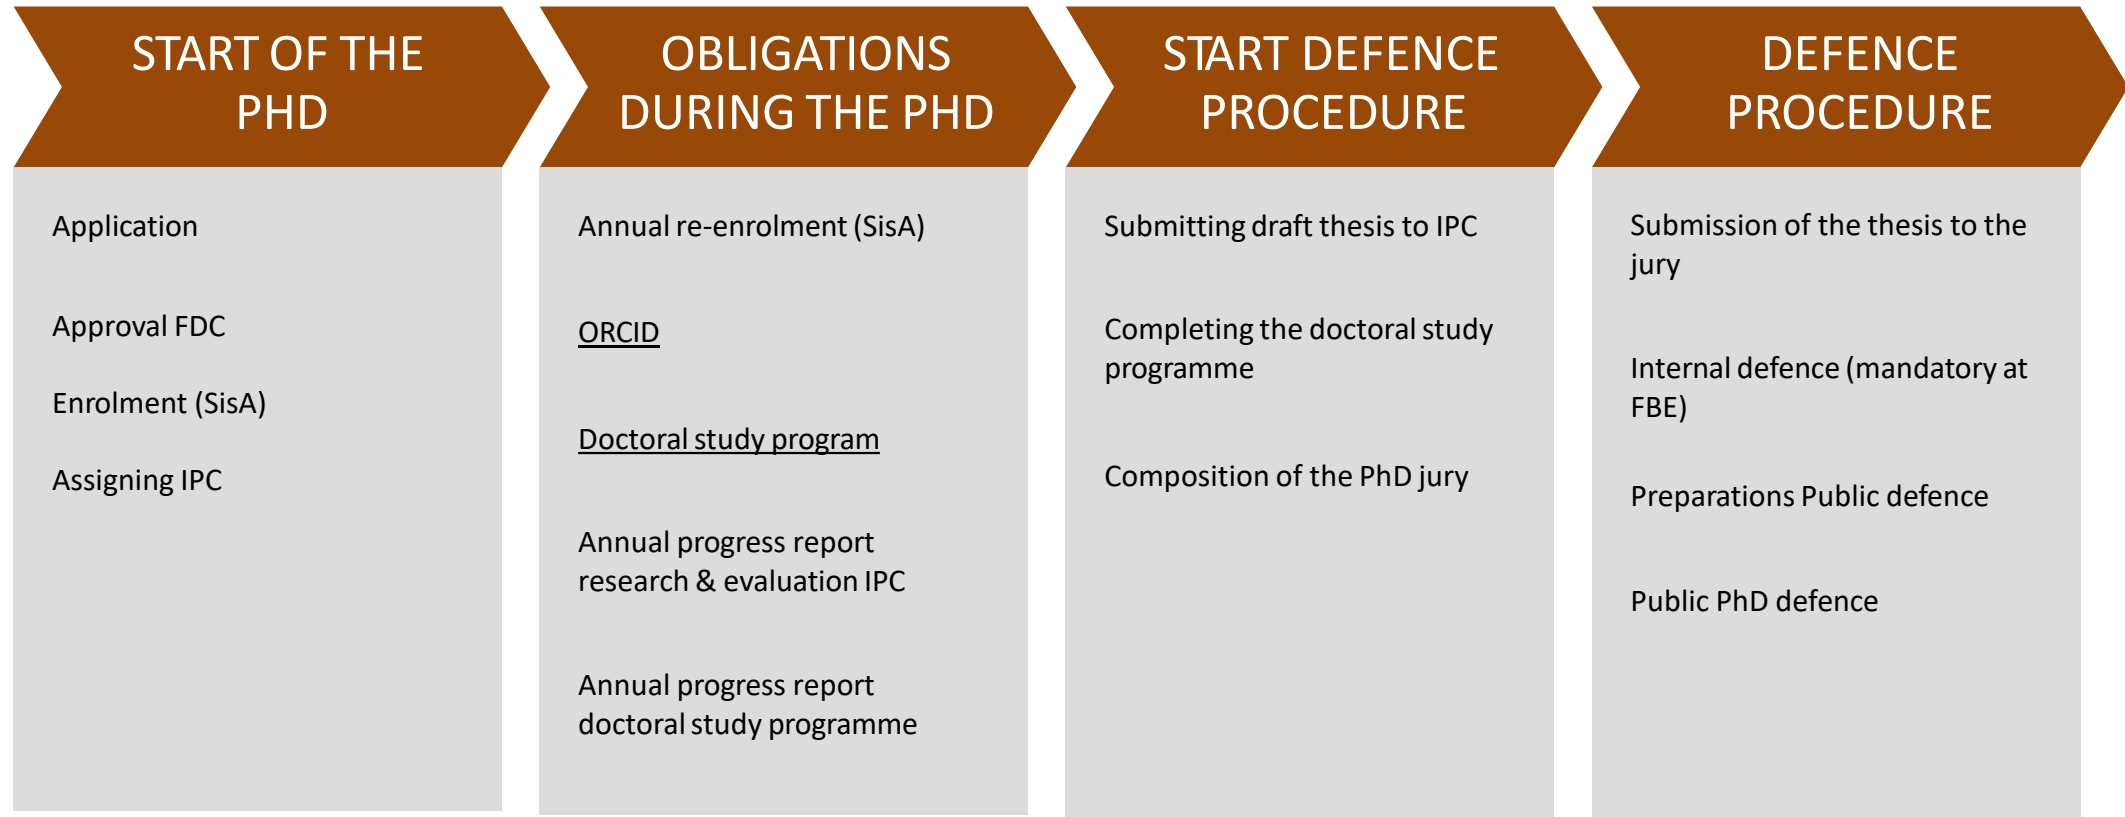 START OF THE
PHD
Application
Approval FDC
Enrolment (SisA)
Assigning IPC
OBLIGATIONS
DURING THE PHD
Annual re-enrolment (SisA)
ORCID
Doctoral study program
Annual progress report
research & evaluation IPC
Annual progress report
doctoral study programme
START DEFENCE
PROCEDURE
Submitting draft thesis to IPC
Completing the doctoral study
programme
Composition of the PhD jury
DEFENCE
PROCEDURE
Submission of the thesis to the
jury
Internal defence (mandatory at
FBE)
Preparations Public defence
Public PhD defence